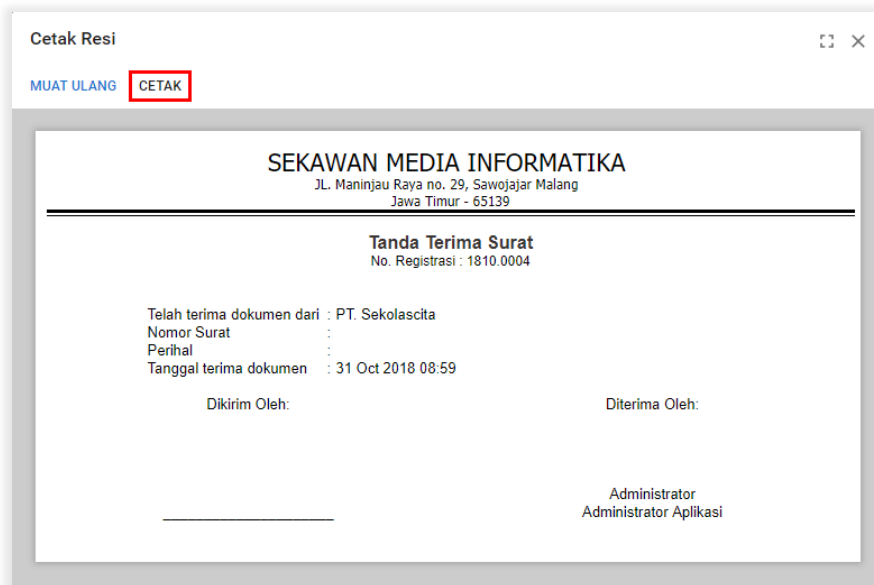 Cetak Resi
MUAT ULANG CETAK
SEKAWAN MEDIA INFORMATIKA
JL. Maninjau Raya no. 29, Sawojajar Malang
Jawa Timur - 65139
Tanda Terima Surat
No. Registrasi : 1810.0004
Telah terima dokumen dari : PT. Sekolascita
Nomor Surat :
Perihal :
Tanggal terima dokumen : 31 Oct 2018 08:59
Dikirim Oleh: Diterima Oleh:
Administrator
Administrator Aplikasi